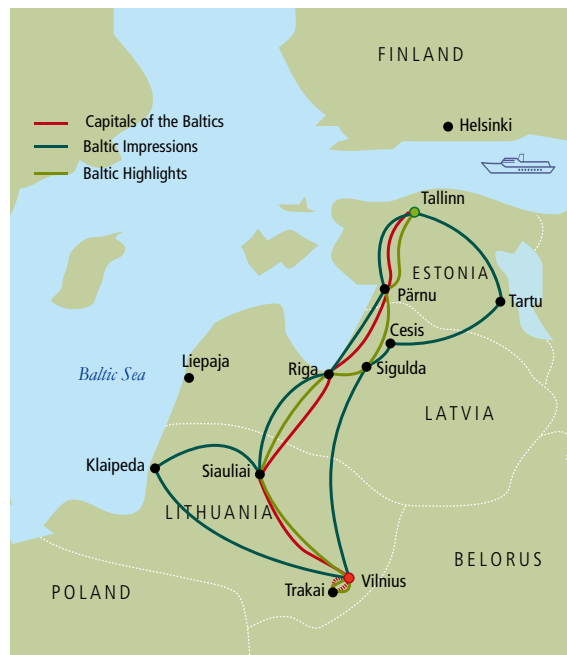 FINLAND
Capitals of the Baltics
Helsinki
Baltic Impressions
Baltic Highlights
Tallinn
ESTONIA
Pärnu
Tartu
Cesis
Liepaja
Riga
Sigulda
Baltic Sea
LATVIA
Klaipeda
Siauliai
LITHUANIA
BELORUS
Vilnius
Trakai
POLAND